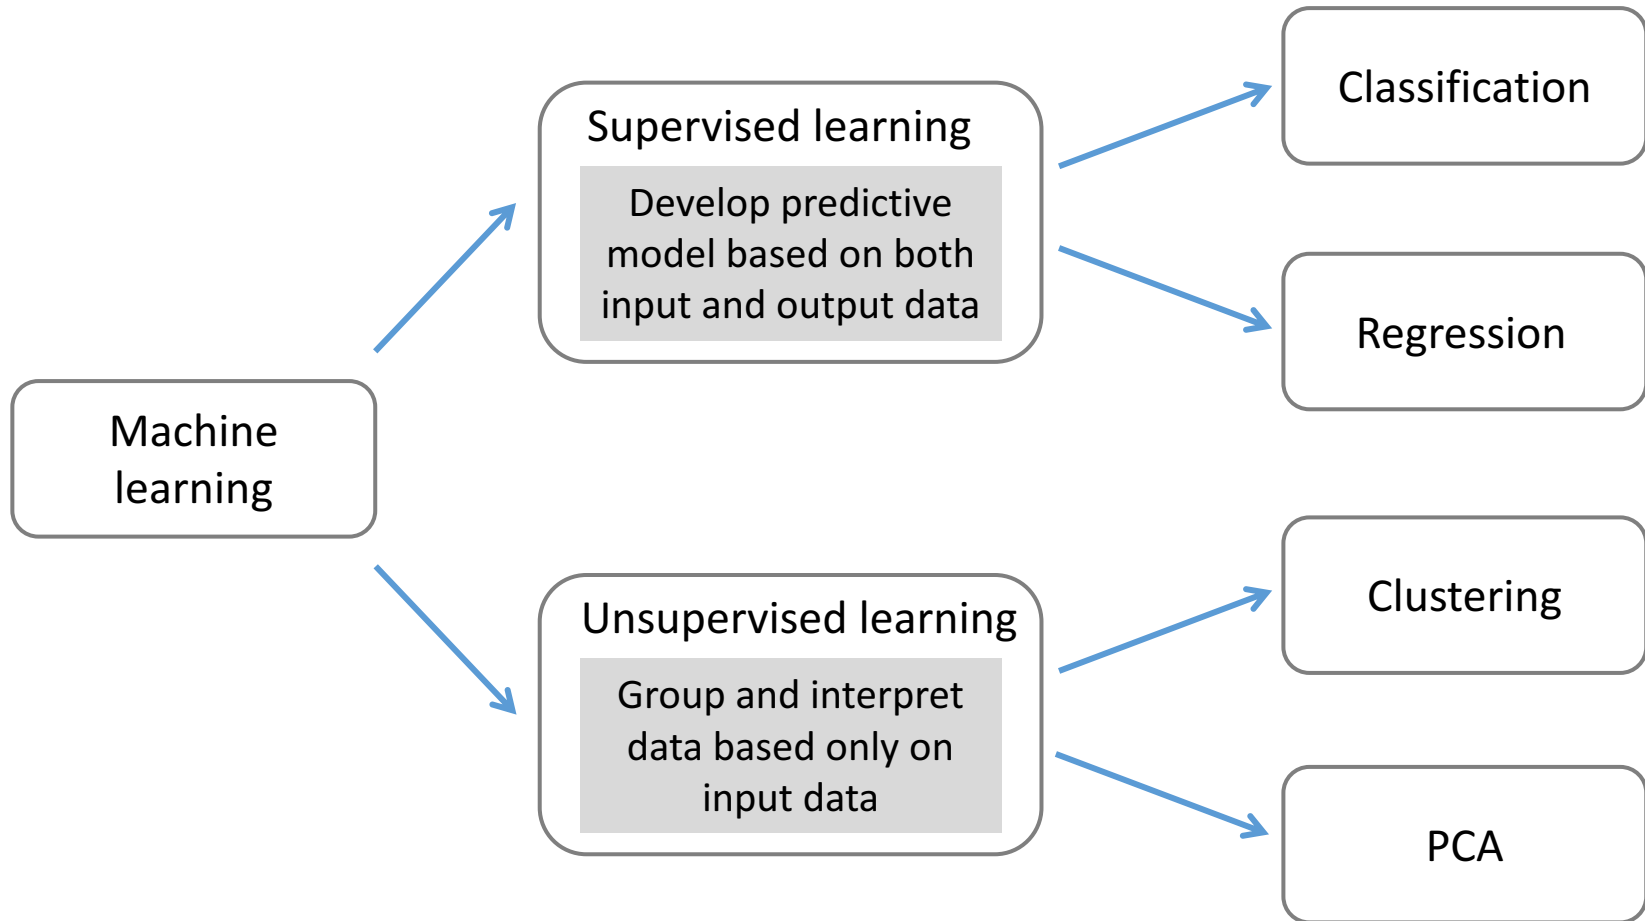 Machine
learning
Supervised learning
Develop predictive
model based on both
input and output data
Classification
Regression
Unsupervised learning
Group and interpret
data based only on
input data
Clustering
PCA